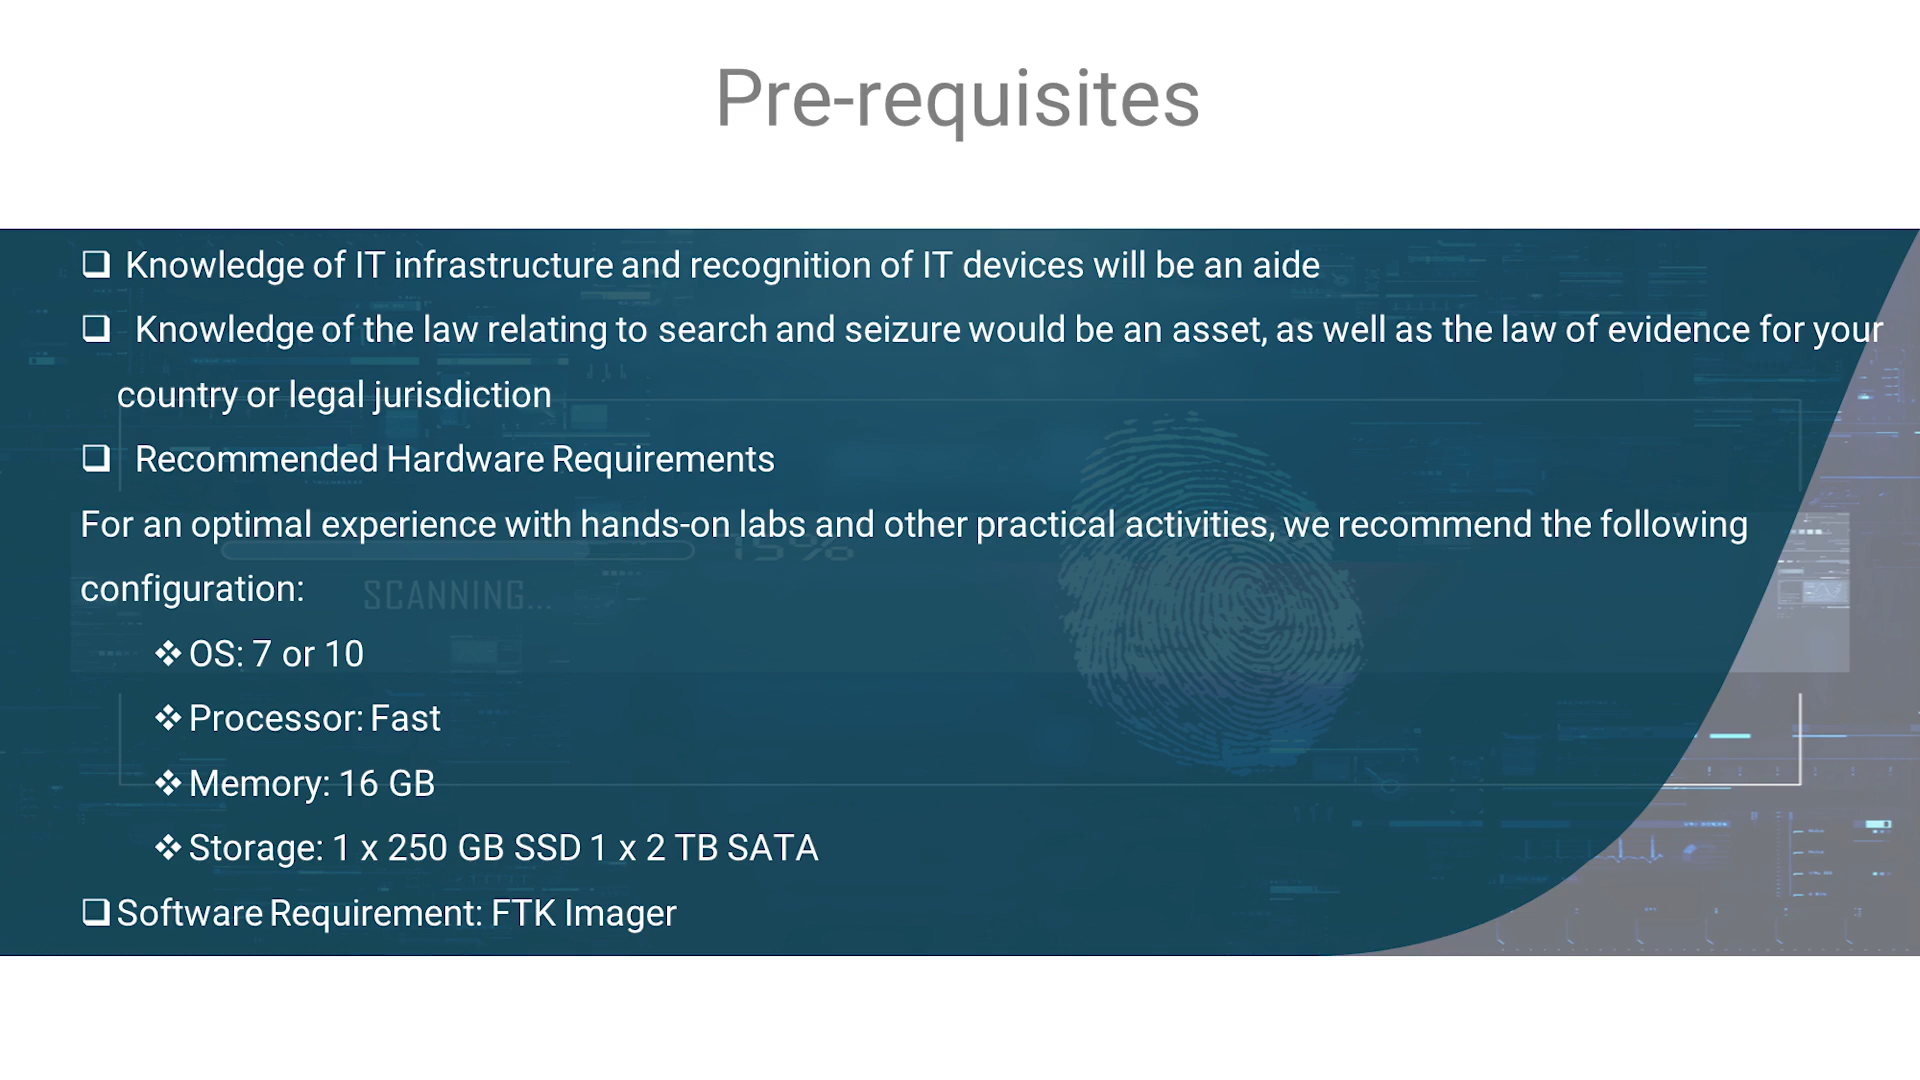 Pre-requisites
Knowledge of IT infrastructure and recognition of IT devices will be an aide
Knowledge of the law relating to search and seizure would be an asset, as well as the law of evidence for your
country or legal jurisdiction
Recommended Hardware Requirements
For an optimal experience with hands-on labs and other practical activities, we recommend the following
15%
configuration:
SCANNING...
OS: 7 or 10
Processor: Fast
Memory: 16 GB
Storage: 1 x 250 GB SSD 1 x 2 TB SATA
Software Requirement: FTK Imager